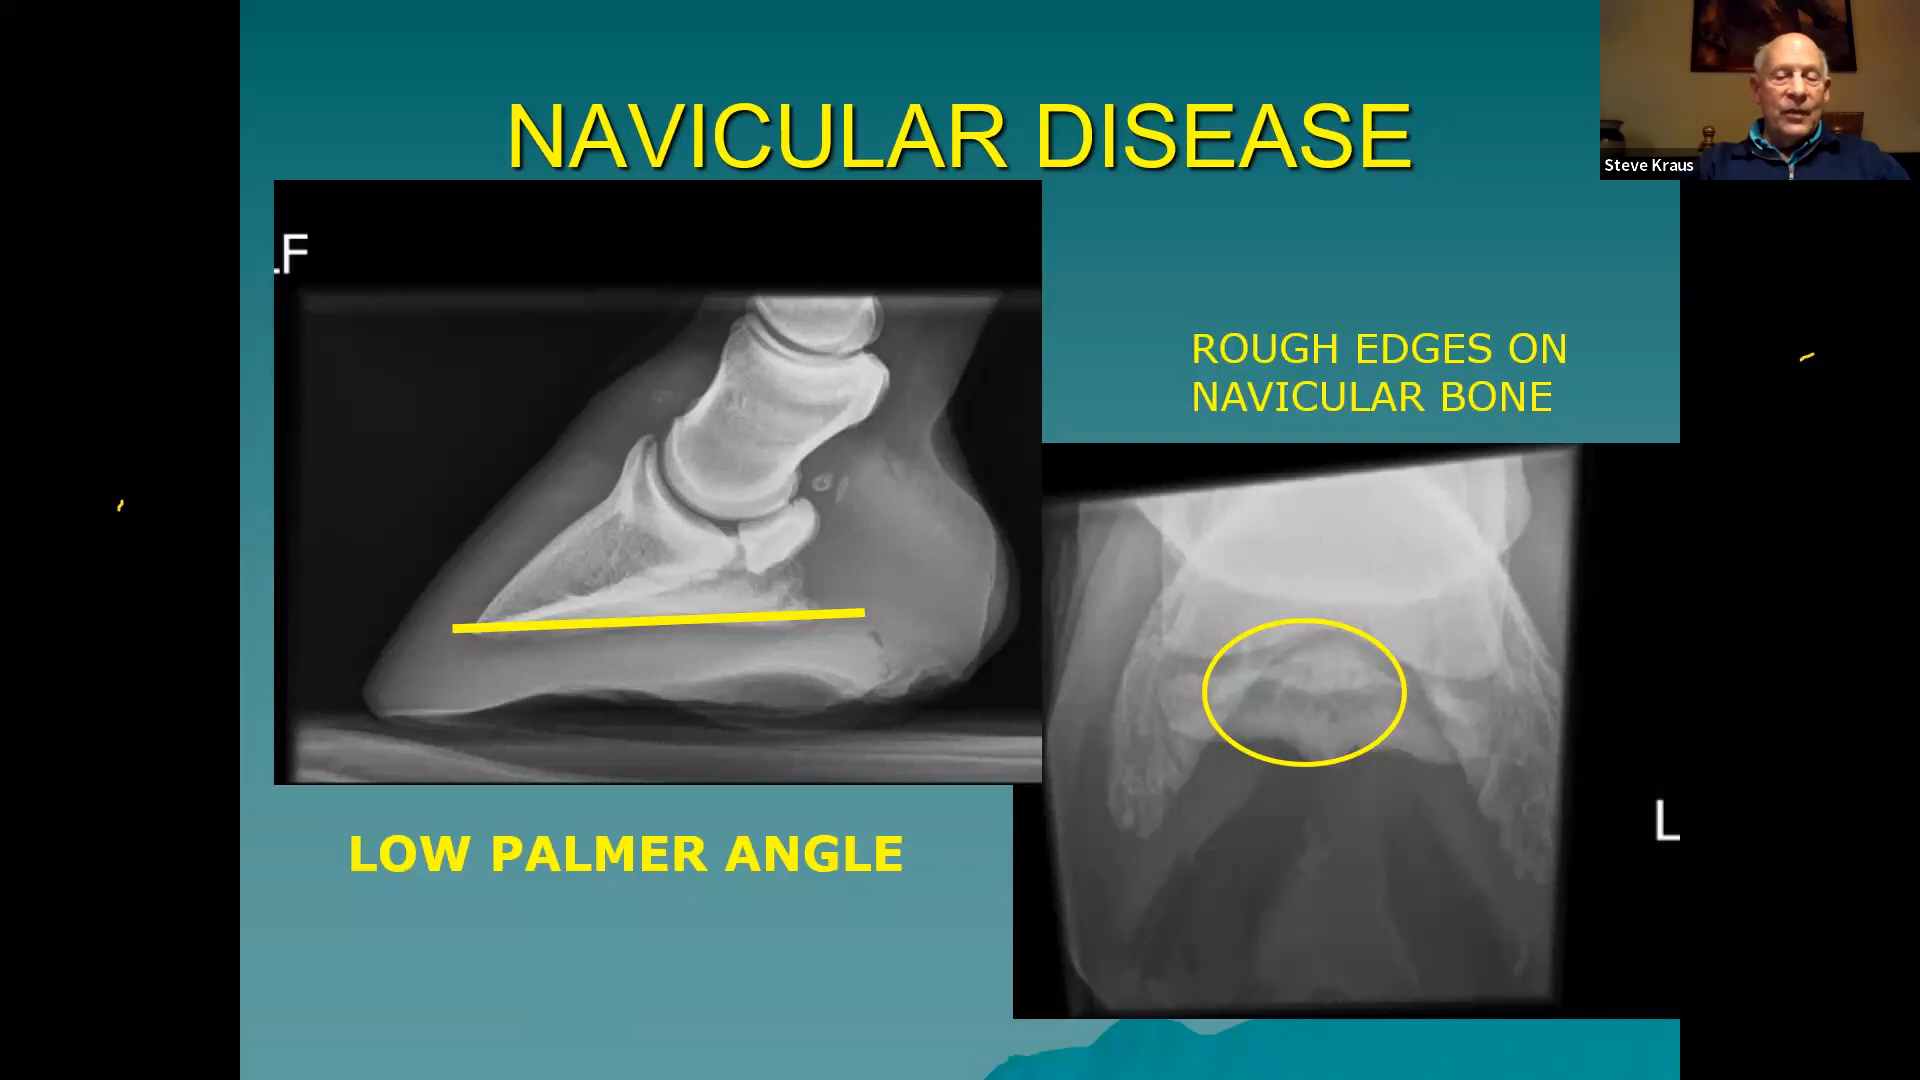 NAVICULAR DISEASE
Steve Kraus
LF
ROUGH EDGES ON
NAVICULAR BONE
L
LOW PALMER ANGLE